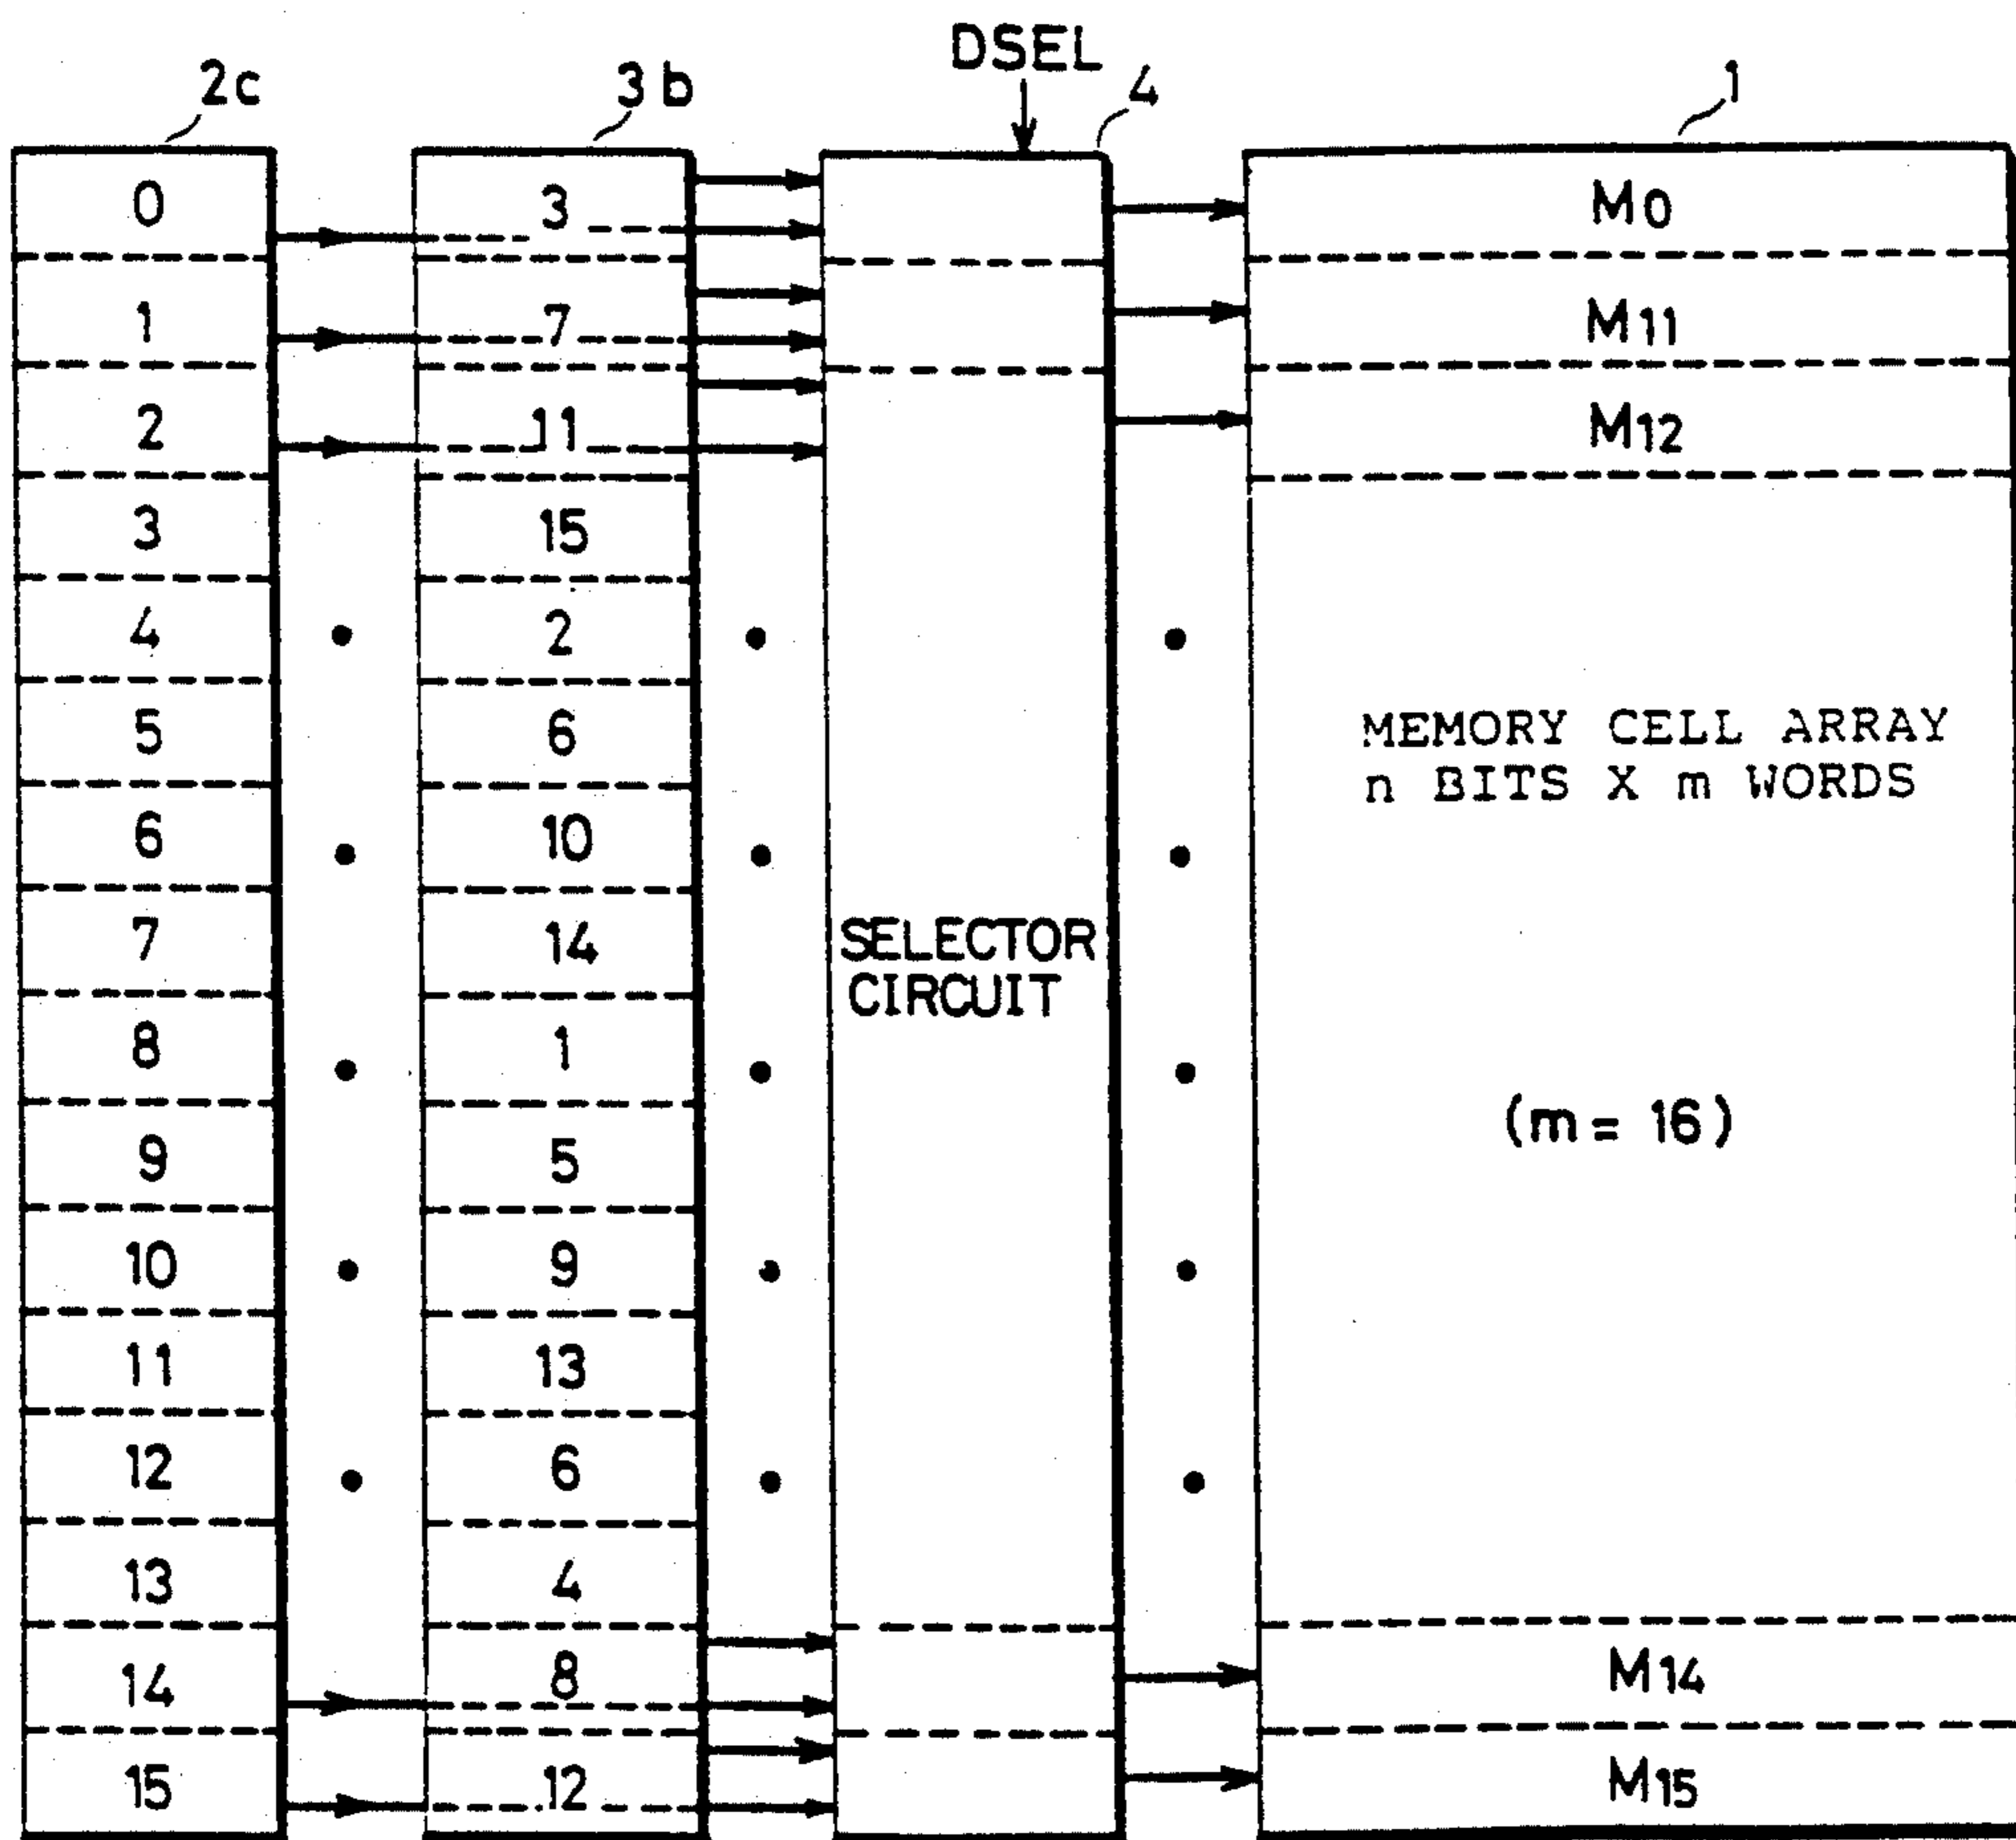 DSEL
2c 3b 4 1
0 3 M0
1 7 M11
2 11 M12
3 15
4 2
5 6
MEMORY CELL ARRAY
n BITS X m WORDS
6 10
7 14
SELECTOR
CIRCUIT
8 1
9 5
(m = 16)
10 9
11 13
12 6
13 4
14 8 M14
15 12 M15